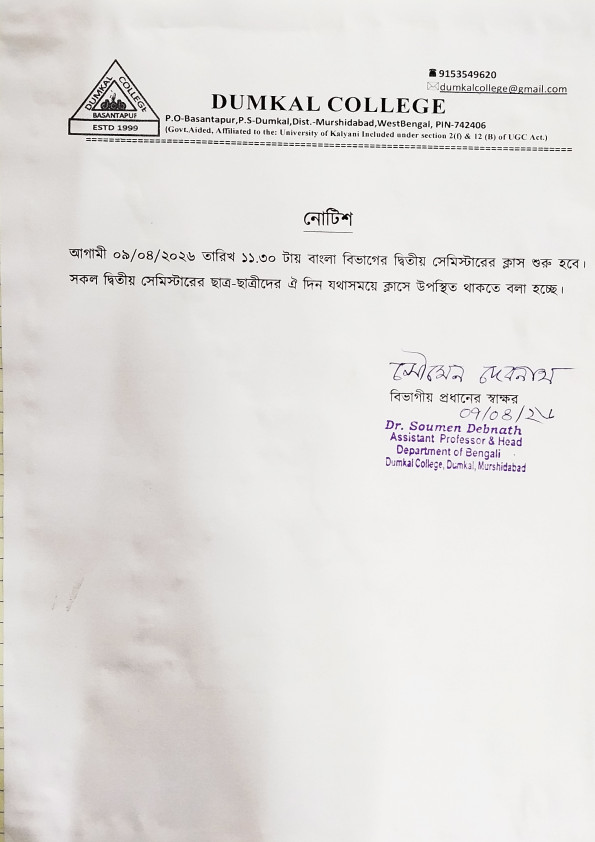 DUMKAL COLLEGE
BASANTAPUR
ESTD 1999
9153549620
dumkalcollege@gmail.com
DUMKAL COLLEGE
P.O-Basantapur,P.S-Dumkal,Dist.-Murshidabad,WestBengal, PIN-742406
(Govt.Aided, Affiliated to the: University of Kalyani Included under section 2(f) & 12 (B) of UGC Act.)
নোটিশ
আগামী ০৯/০৪/২০২৬ তারিখ ১১.৩০ টায় বাংলা বিভাগের দ্বিতীয় সেমিস্টারের ক্লাস শুরু হবে।
সকল দ্বিতীয় সেমিস্টারের ছাত্র-ছাত্রীদের ঐ দিন যথাসময়ে ক্লাসে উপস্থিত থাকতে বলা হচ্ছে।
সৌমেন দেবনাথ
বিভাগীয় প্রধানের স্বাক্ষর
০৭/০৪/২৬
Dr. Soumen Debnath
Assistant Professor & Head
Department of Bengali
Dumkal College, Dumkal, Murshidabad